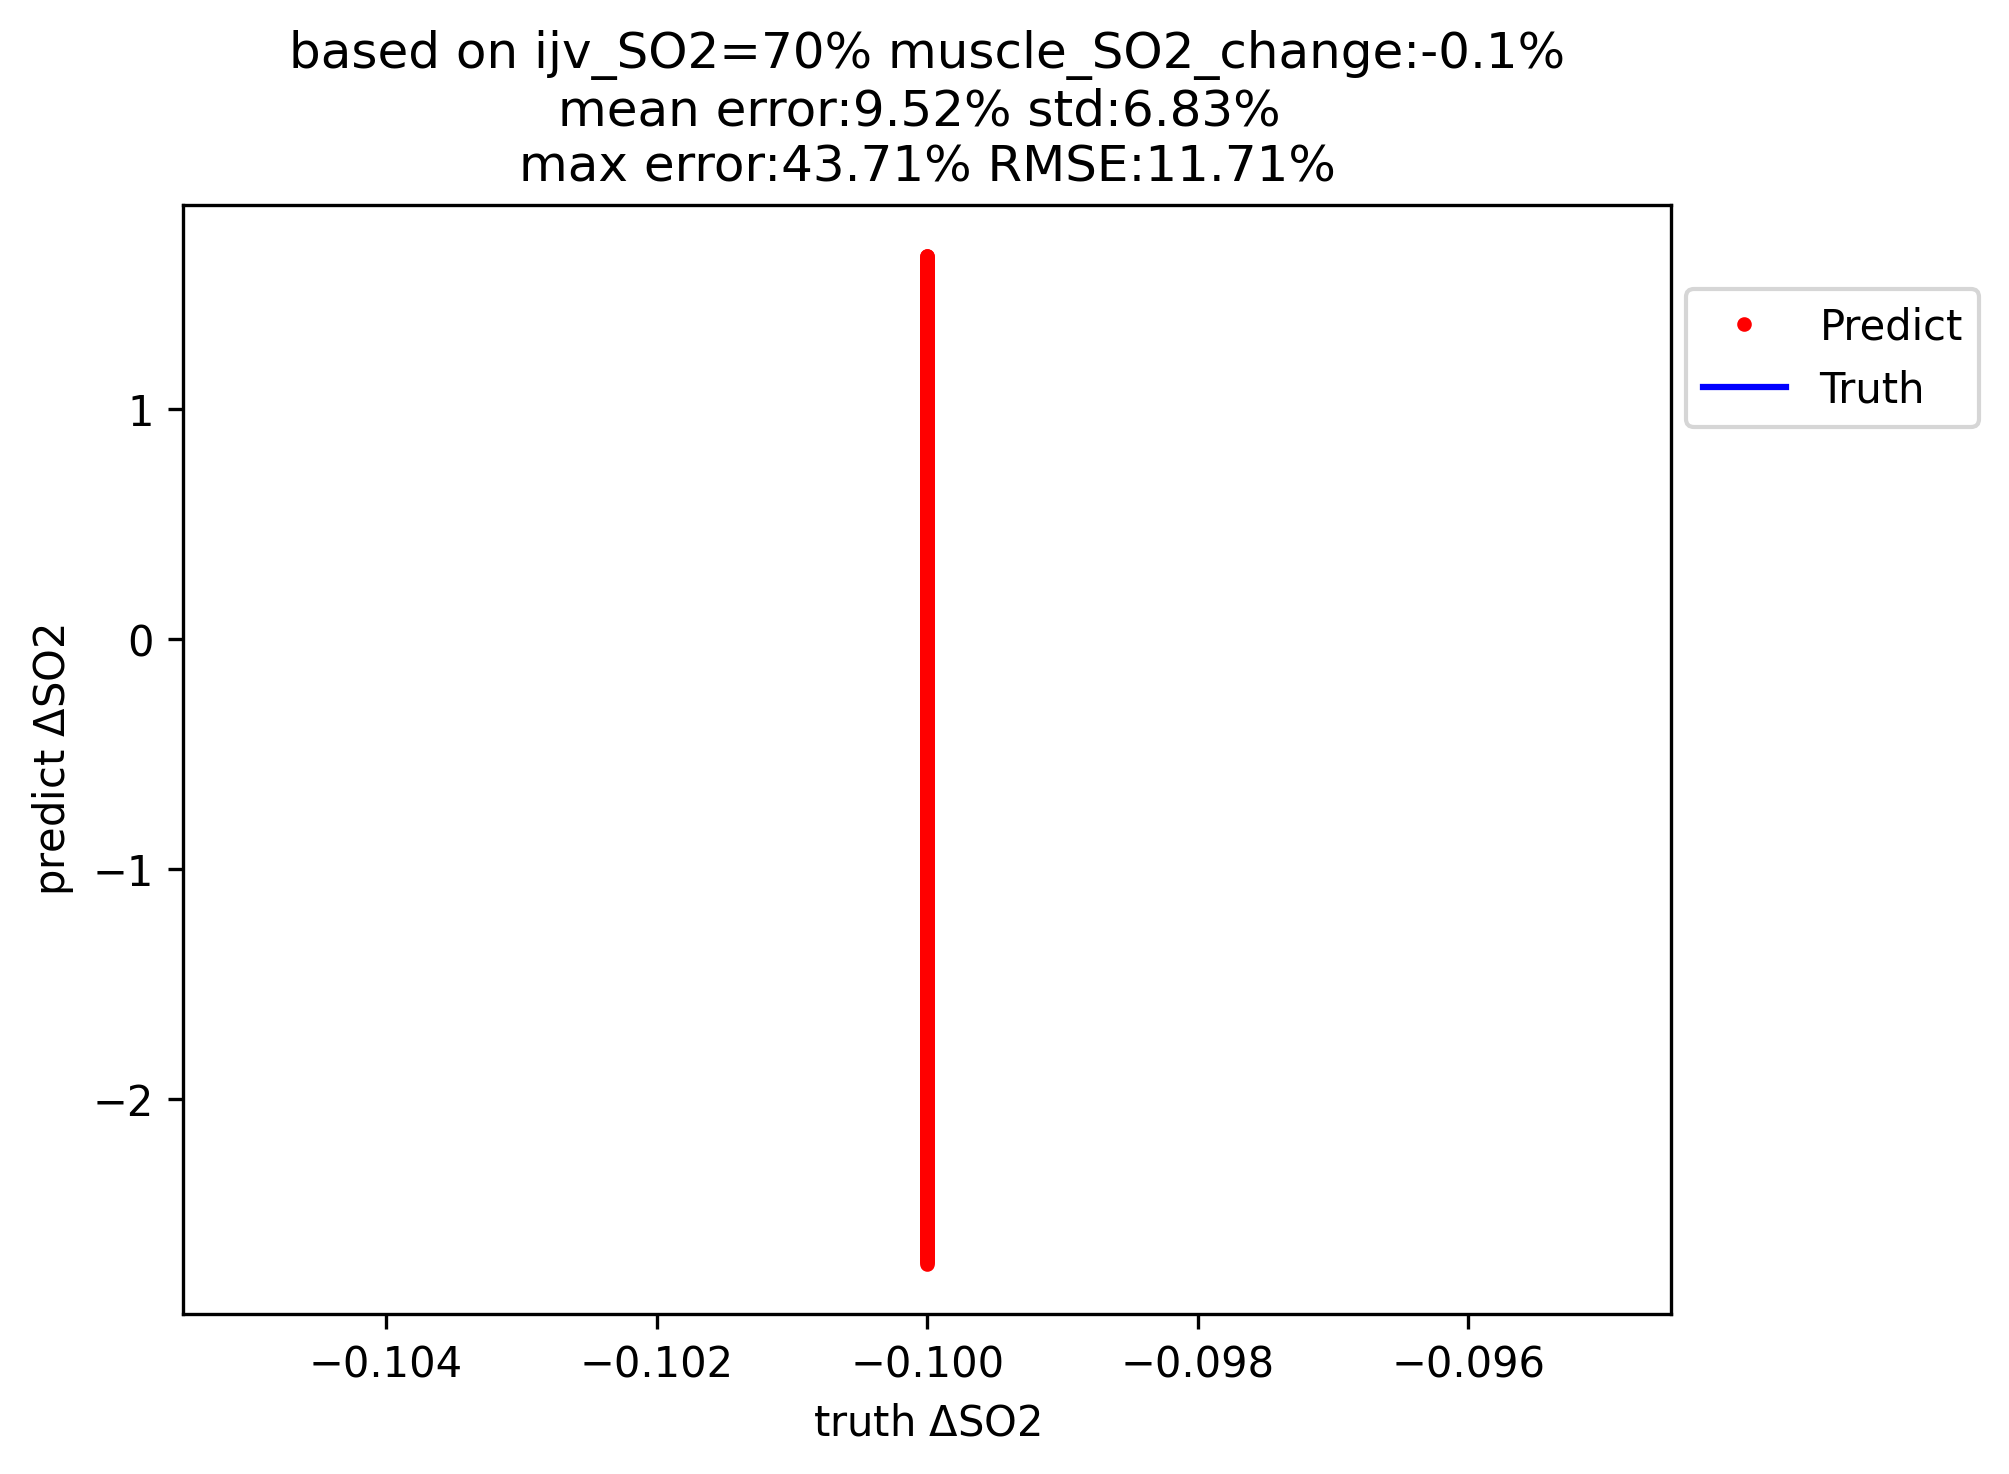 based on ijv_SO2=70% muscle_SO2_change:-0.1%
mean error:9.52% std:6.83%
max error:43.71% RMSE:11.71%
Predict
Truth
1
0
−1
−2
predict ΔSO2
−0.104
−0.102
−0.100
−0.098
−0.096
truth ΔSO2